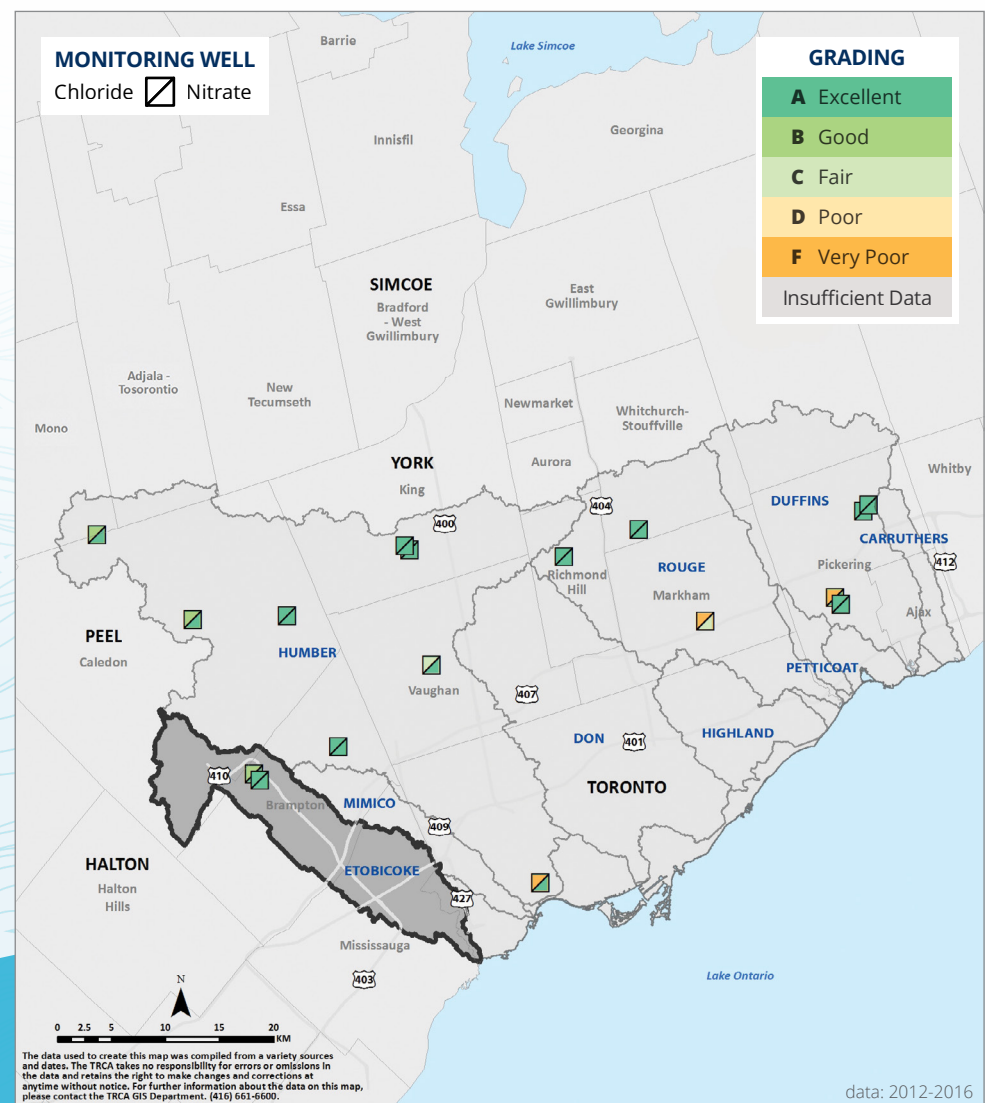 MONITORING WELL
Chloride Nitrate
GRADING
A Excellent
B Good
C Fair
D Poor
F Very Poor
Insufficient Data
Barrie
Lake Simcoe
Innisfil
Georgina
Essa
SIMCOE
Bradford
- West
Gwillimbury
East
Gwillimbury
Adjala -
Tosorontio
New
Tecumseth
Newmarket
Whitchurch-
Stouffville
Mono
YORK
King
Aurora
Whitby
400
404
DUFFINS
CARRUTHERS
412
Richmond
Hill
ROUGE
Markham
Pickering
Ajax
PEEL
Caledon
HUMBER
Vaughan
407
PETTICOAT
DON
401
HIGHLAND
TORONTO
410
Brampton
MIMICO
409
HALTON
Halton
Hills
ETOBICOKE
427
Mississauga
403
Lake Ontario
N
0 2.5 5 10 15 20
KM
The data used to create this map was compiled from a variety sources
and dates. The TRCA takes no responsibility for errors or omissions in
the data and retains the right to make changes and corrections at
anytime without notice. For further information about the data on this map,
please contact the TRCA GIS Department. (416) 661-6600.
data: 2012-2016